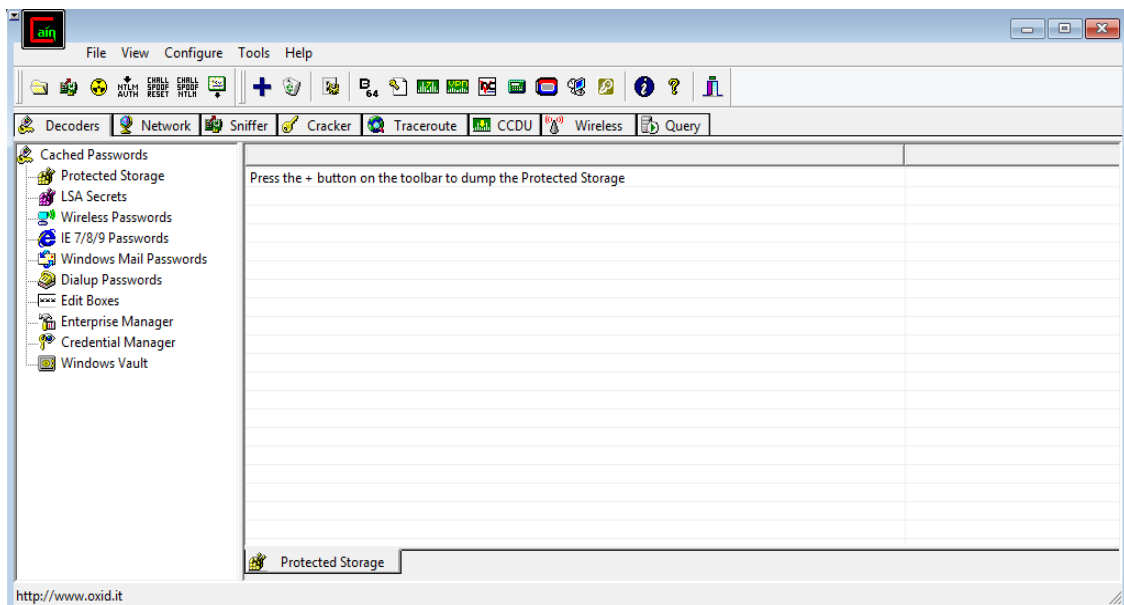 Caín
File View Configure Tools Help
NTLM AUTH CHALL SPOOF RESET CHALL SPOOF NTLM B64
Decoders Network Sniffer Cracker Traceroute CCDU Wireless Query
Cached Passwords
Protected Storage
LSA Secrets
Wireless Passwords
IE 7/8/9 Passwords
Windows Mail Passwords
Dialup Passwords
Edit Boxes
Enterprise Manager
Credential Manager
Windows Vault
Press the + button on the toolbar to dump the Protected Storage
Protected Storage
http://www.oxid.it